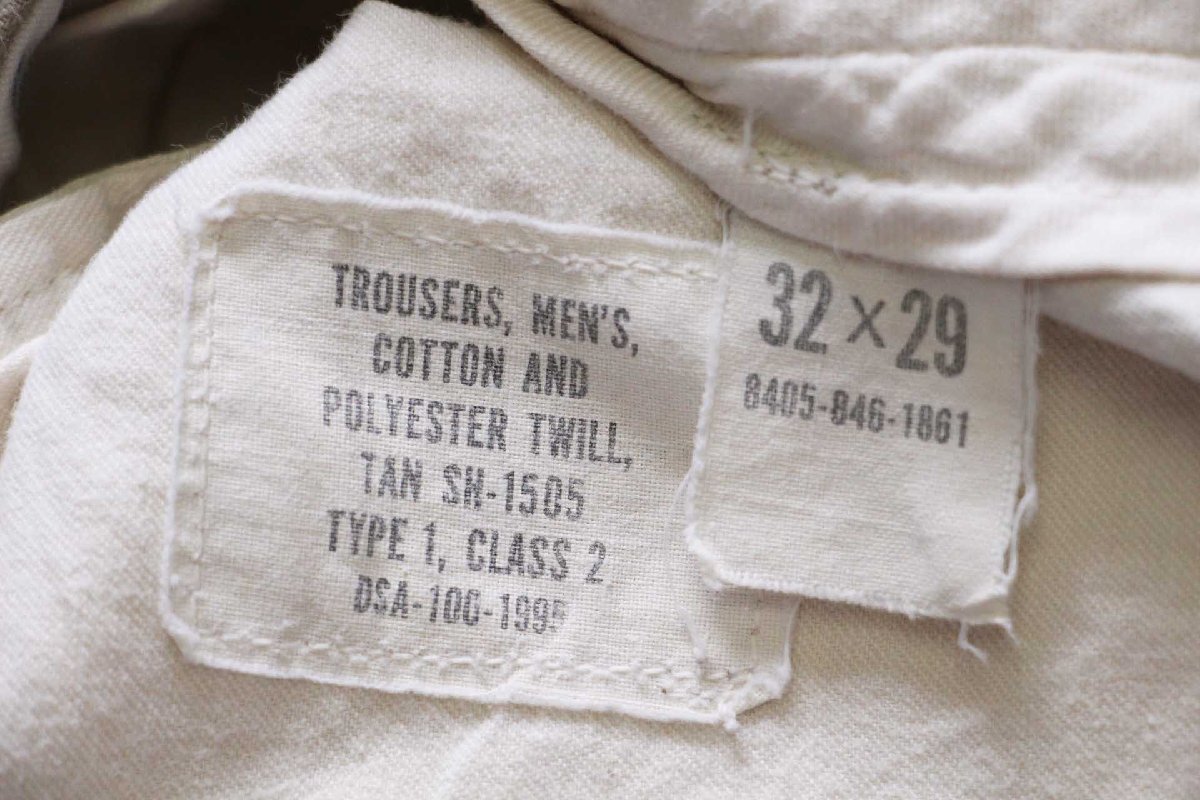 TROUSERS, MEN'S,
COTTON AND
POLYESTER TWILL,
TAN SH-1505
TYPE 1, CLASS 2
DSA-100-1995
32 × 29
8405-846-1861